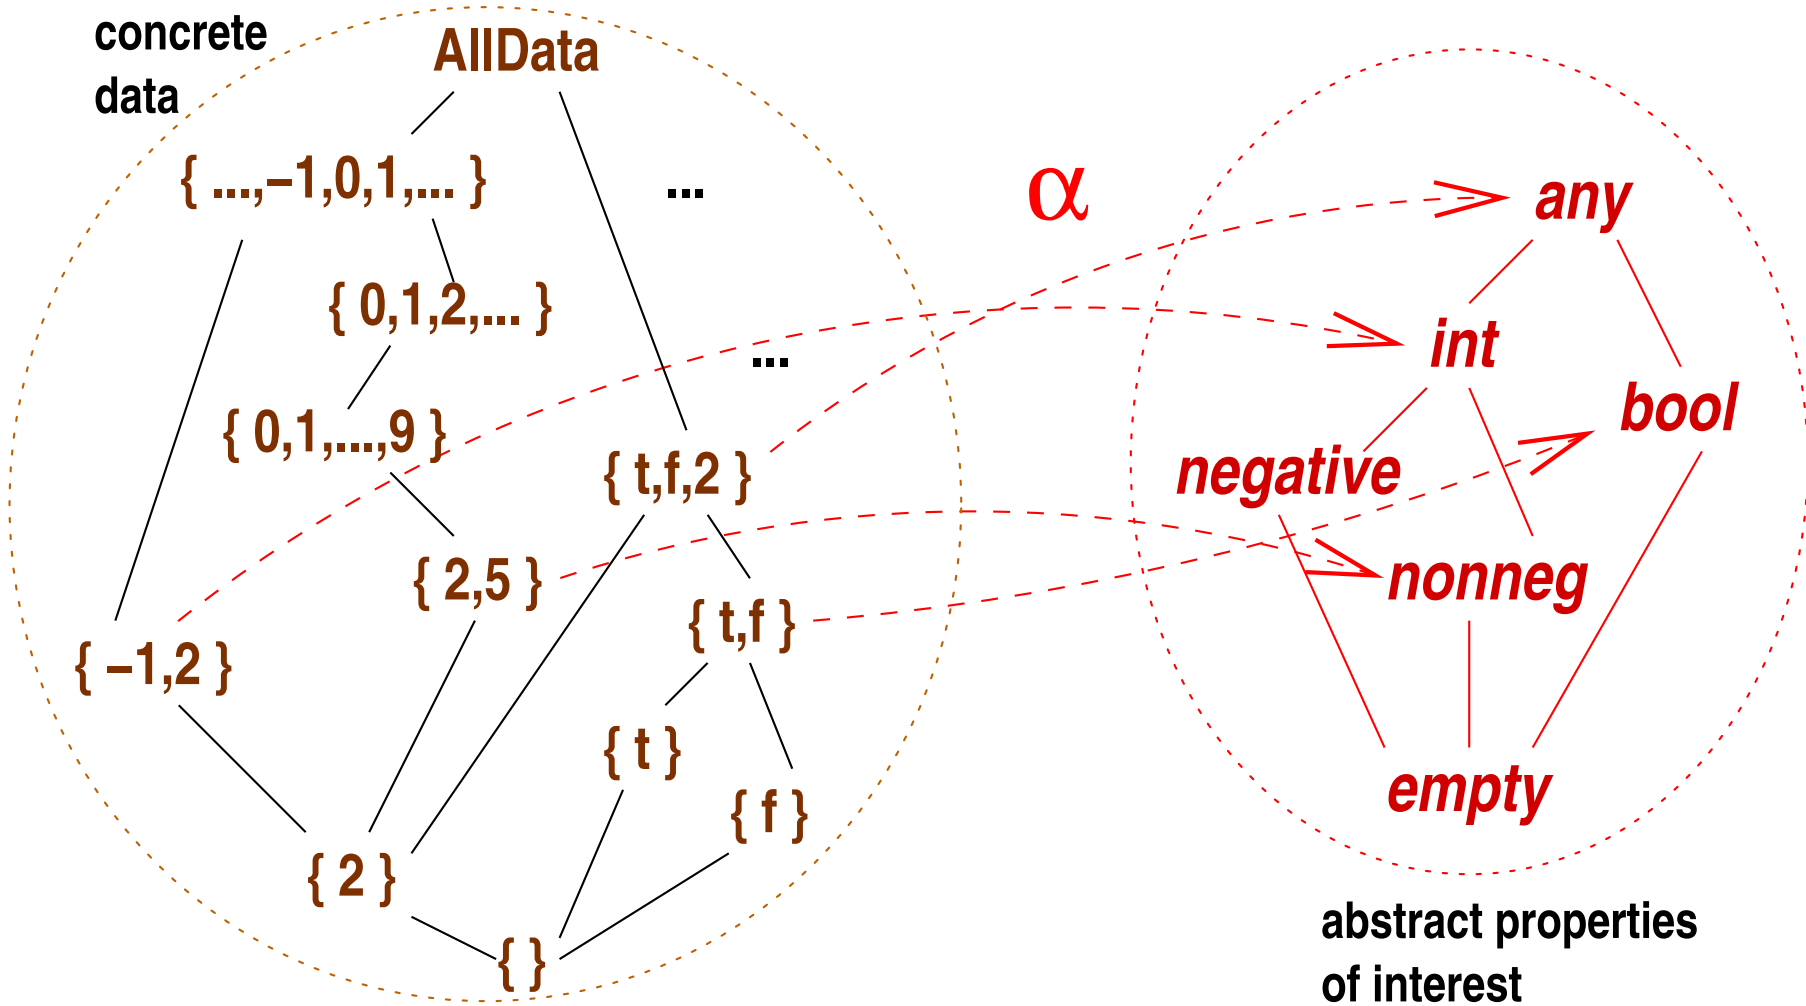 concrete
data
AllData
{ ...,−1,0,1,... }
...
α
any
{ 0,1,2,... }
...
int
{ 0,1,...,9 }
bool
{ t,f,2 }
negative
{ 2,5 }
nonneg
{ t,f }
{ −1,2 }
{ t }
{ f }
empty
{ 2 }
{ }
abstract properties
of interest